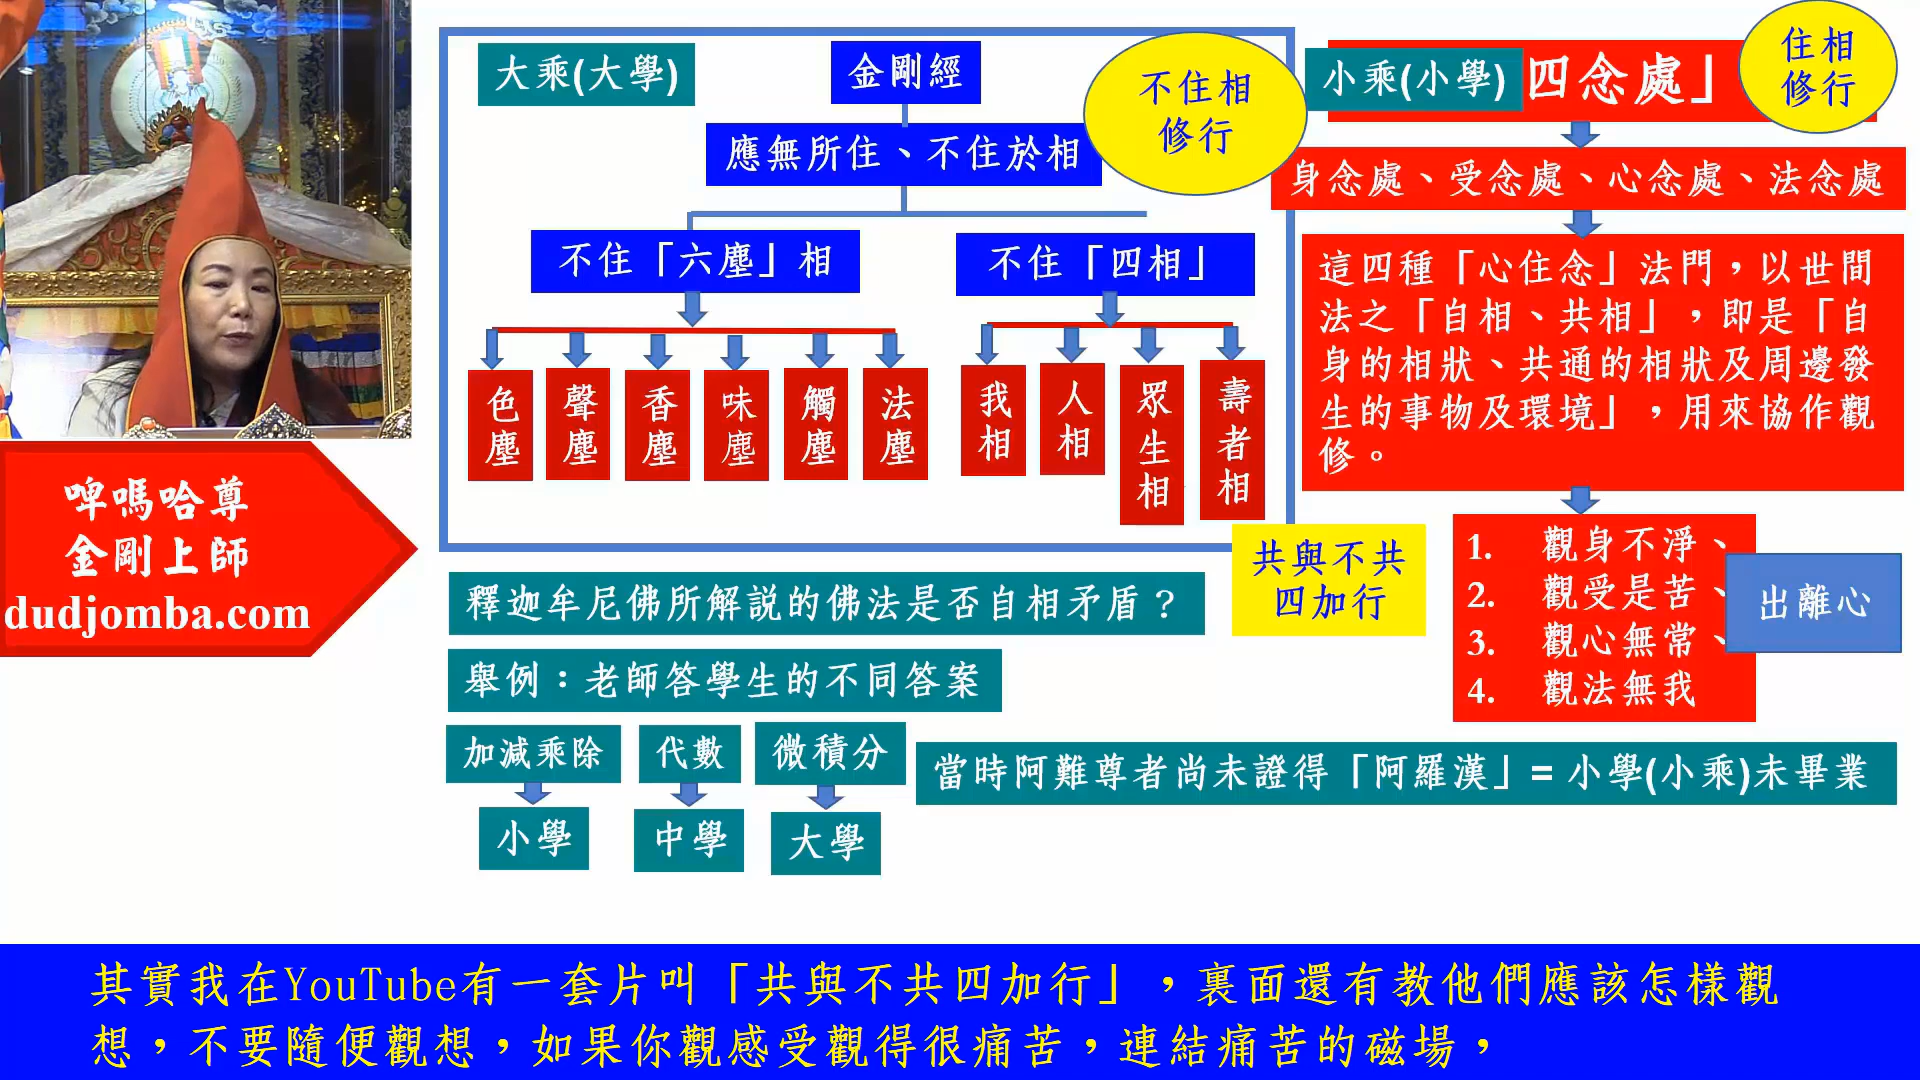 大乘(大學)
金剛經
不住相
修行
應無所住、不住於相
不住「六塵」相
不住「四相」
色塵
聲塵
香塵
味塵
觸塵
法塵
我相
人相
眾生相
壽者相
小乘(小學)
四念處」
住相
修行
身念處、受念處、心念處、法念處
這四種「心住念」法門，以世間
法之「自相、共相」，即是「自
身的相狀、共通的相狀及周邊發
生的事物及環境」，用來協作觀
修。
1. 觀身不淨、
2. 觀受是苦、
3. 觀心無常、
4. 觀法無我
出離心
共與不共
四加行
啤嗎哈尊
金剛上師
dudjomba.com
釋迦牟尼佛所解説的佛法是否自相矛盾？
舉例：老師答學生的不同答案
加減乘除
代數
微積分
小學
中學
大學
當時阿難尊者尚未證得「阿羅漢」= 小學(小乘)未畢業
其實我在YouTube有一套片叫「共與不共四加行」，裏面還有教他們應該怎樣觀
想，不要隨便觀想，如果你觀感受觀得很痛苦，連結痛苦的磁場，